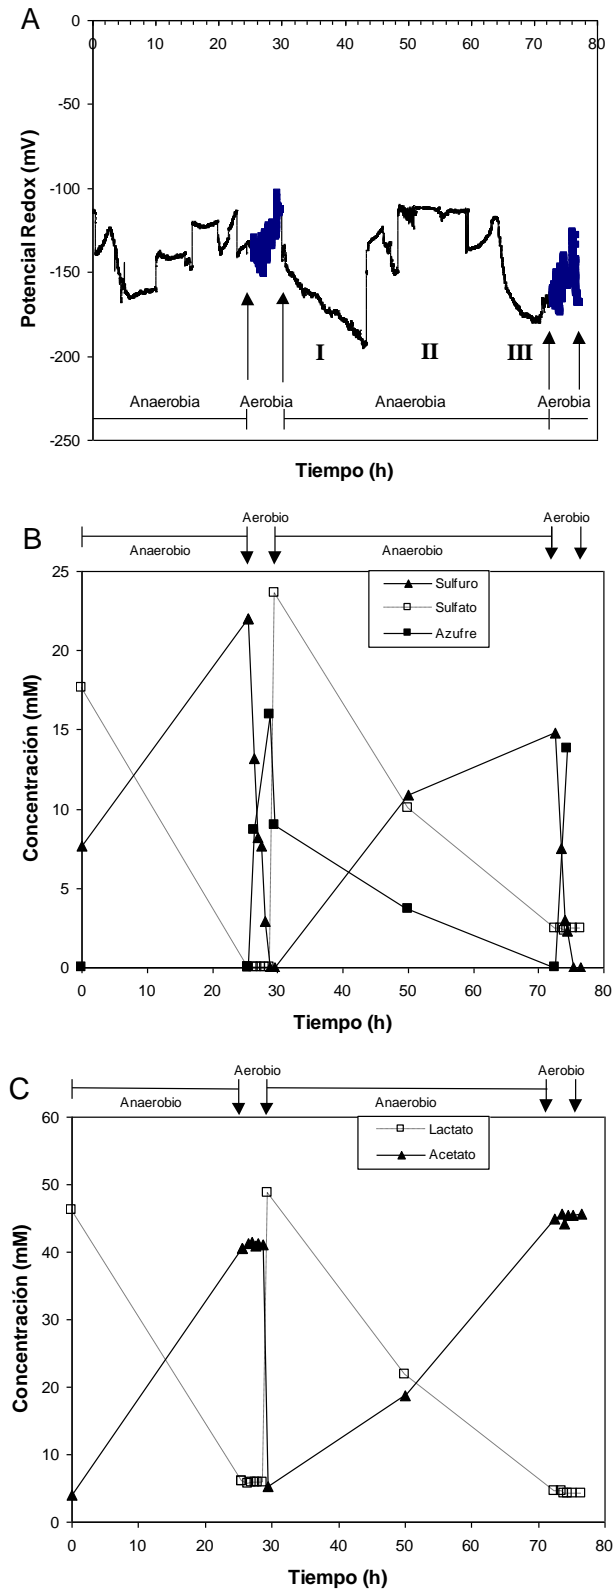 A
0
0 10 20 30 40 50 60 70 80
-50
-100
-150
-200
-250
Potencial Redox (mV)
I II III
Anaerobia Aerobia Anaerobia Aerobia
Tiempo (h)
B
Aerobio Aerobio
Anaerobio Anaerobio
25
20
15
10
5
0
Sulfuro
Sulfato
Azufre
Concentración (mM)
0 10 20 30 40 50 60 70 80
Tiempo (h)
C
Aerobio Aerobio
Anaerobio Anaerobio
60
50
40
30
20
10
0
Lactato
Acetato
Concentración (mM)
0 10 20 30 40 50 60 70 80
Tiempo (h)